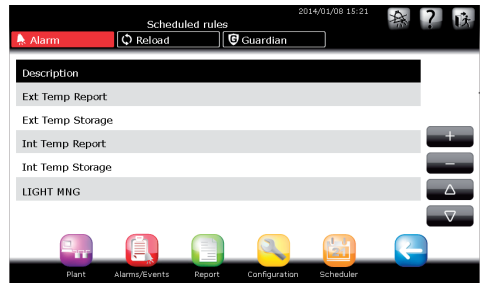 2014/01/08 15:21
Scheduled rules
Alarm
Reload
G Guardian
?
Description
Ext Temp Report
Ext Temp Storage
Int Temp Report
Int Temp Storage
LIGHT MNG
Plant
Alarms/Events
Report
Configuration
Scheduler